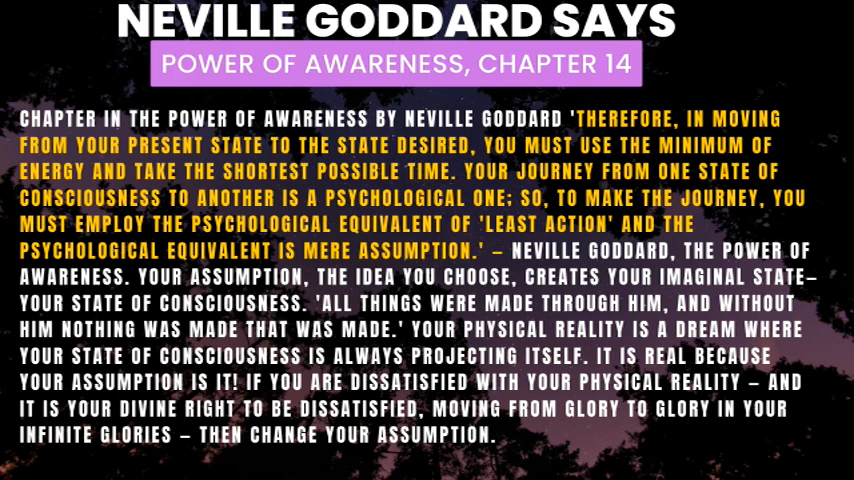 NEVILLE GODDARD SAYS
POWER OF AWARENESS, CHAPTER 14
CHAPTER IN THE POWER OF AWARENESS BY NEVILLE GODDARD 'THEREFORE, IN MOVING
FROM YOUR PRESENT STATE TO THE STATE DESIRED, YOU MUST USE THE MINIMUM OF
ENERGY AND TAKE THE SHORTEST POSSIBLE TIME. YOUR JOURNEY FROM ONE STATE OF
CONSCIOUSNESS TO ANOTHER IS A PSYCHOLOGICAL ONE; SO, TO MAKE THE JOURNEY, YOU
MUST EMPLOY THE PSYCHOLOGICAL EQUIVALENT OF 'LEAST ACTION' AND THE
PSYCHOLOGICAL EQUIVALENT IS MERE ASSUMPTION.' – NEVILLE GODDARD, THE POWER OF
AWARENESS. YOUR ASSUMPTION, THE IDEA YOU CHOOSE, CREATES YOUR IMAGINAL STATE–
YOUR STATE OF CONSCIOUSNESS. 'ALL THINGS WERE MADE THROUGH HIM, AND WITHOUT
HIM NOTHING WAS MADE THAT WAS MADE.' YOUR PHYSICAL REALITY IS A DREAM WHERE
YOUR STATE OF CONSCIOUSNESS IS ALWAYS PROJECTING ITSELF. IT IS REAL BECAUSE
YOUR ASSUMPTION IS IT! IF YOU ARE DISSATISFIED WITH YOUR PHYSICAL REALITY – AND
IT IS YOUR DIVINE RIGHT TO BE DISSATISFIED, MOVING FROM GLORY TO GLORY IN YOUR
INFINITE GLORIES – THEN CHANGE YOUR ASSUMPTION.